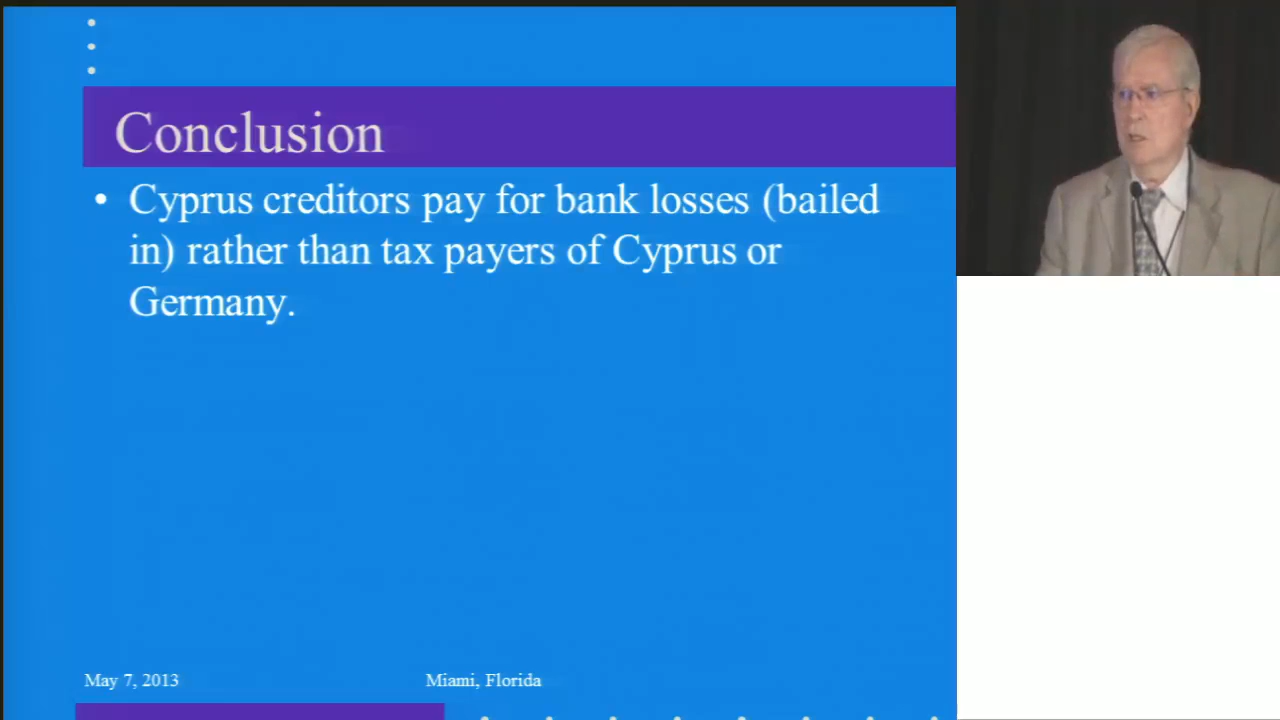 Conclusion
• Cyprus creditors pay for bank losses (bailed
in) rather than tax payers of Cyprus or
Germany.
May 7, 2013
Miami, Florida